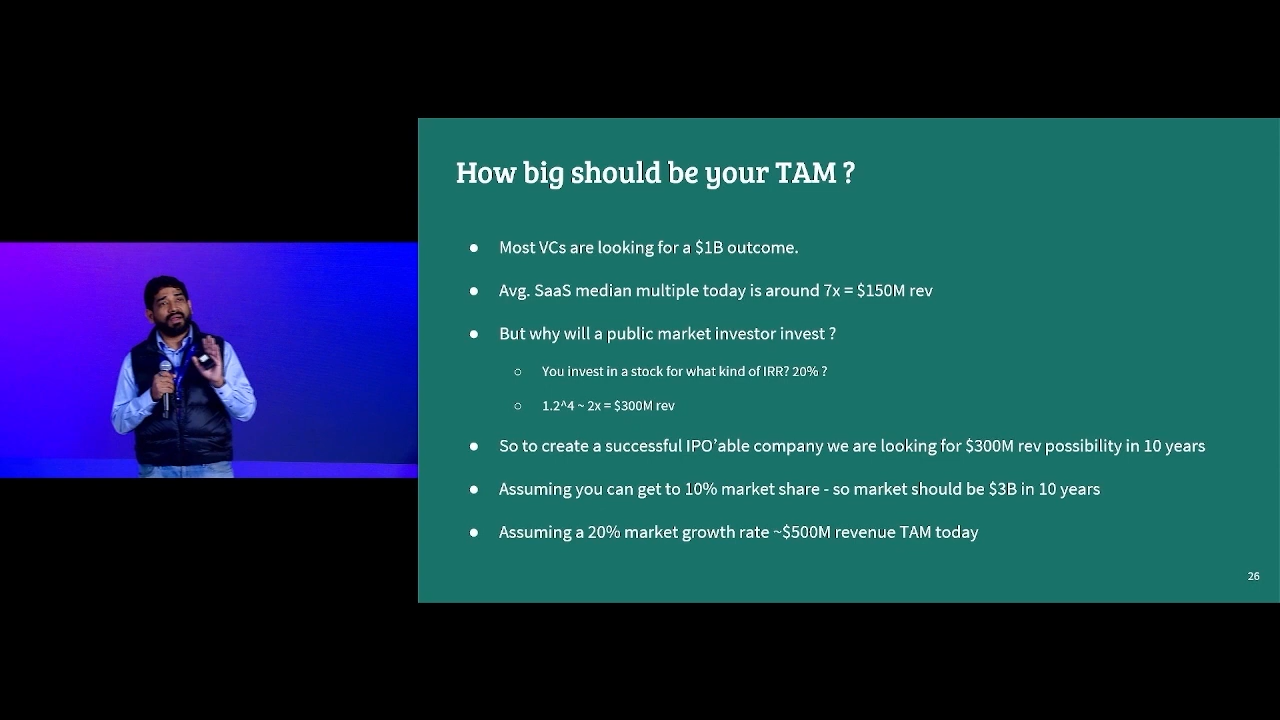 How big should be your TAM ?
● Most VCs are looking for a $1B outcome.
● Avg. SaaS median multiple today is around 7x = $150M rev
● But why will a public market investor invest ?
○ You invest in a stock for what kind of IRR? 20% ?
○ 1.2^4 ~ 2x = $300M rev
● So to create a successful IPO’able company we are looking for $300M rev possibility in 10 years
● Assuming you can get to 10% market share - so market should be $3B in 10 years
● Assuming a 20% market growth rate ~$500M revenue TAM today
26